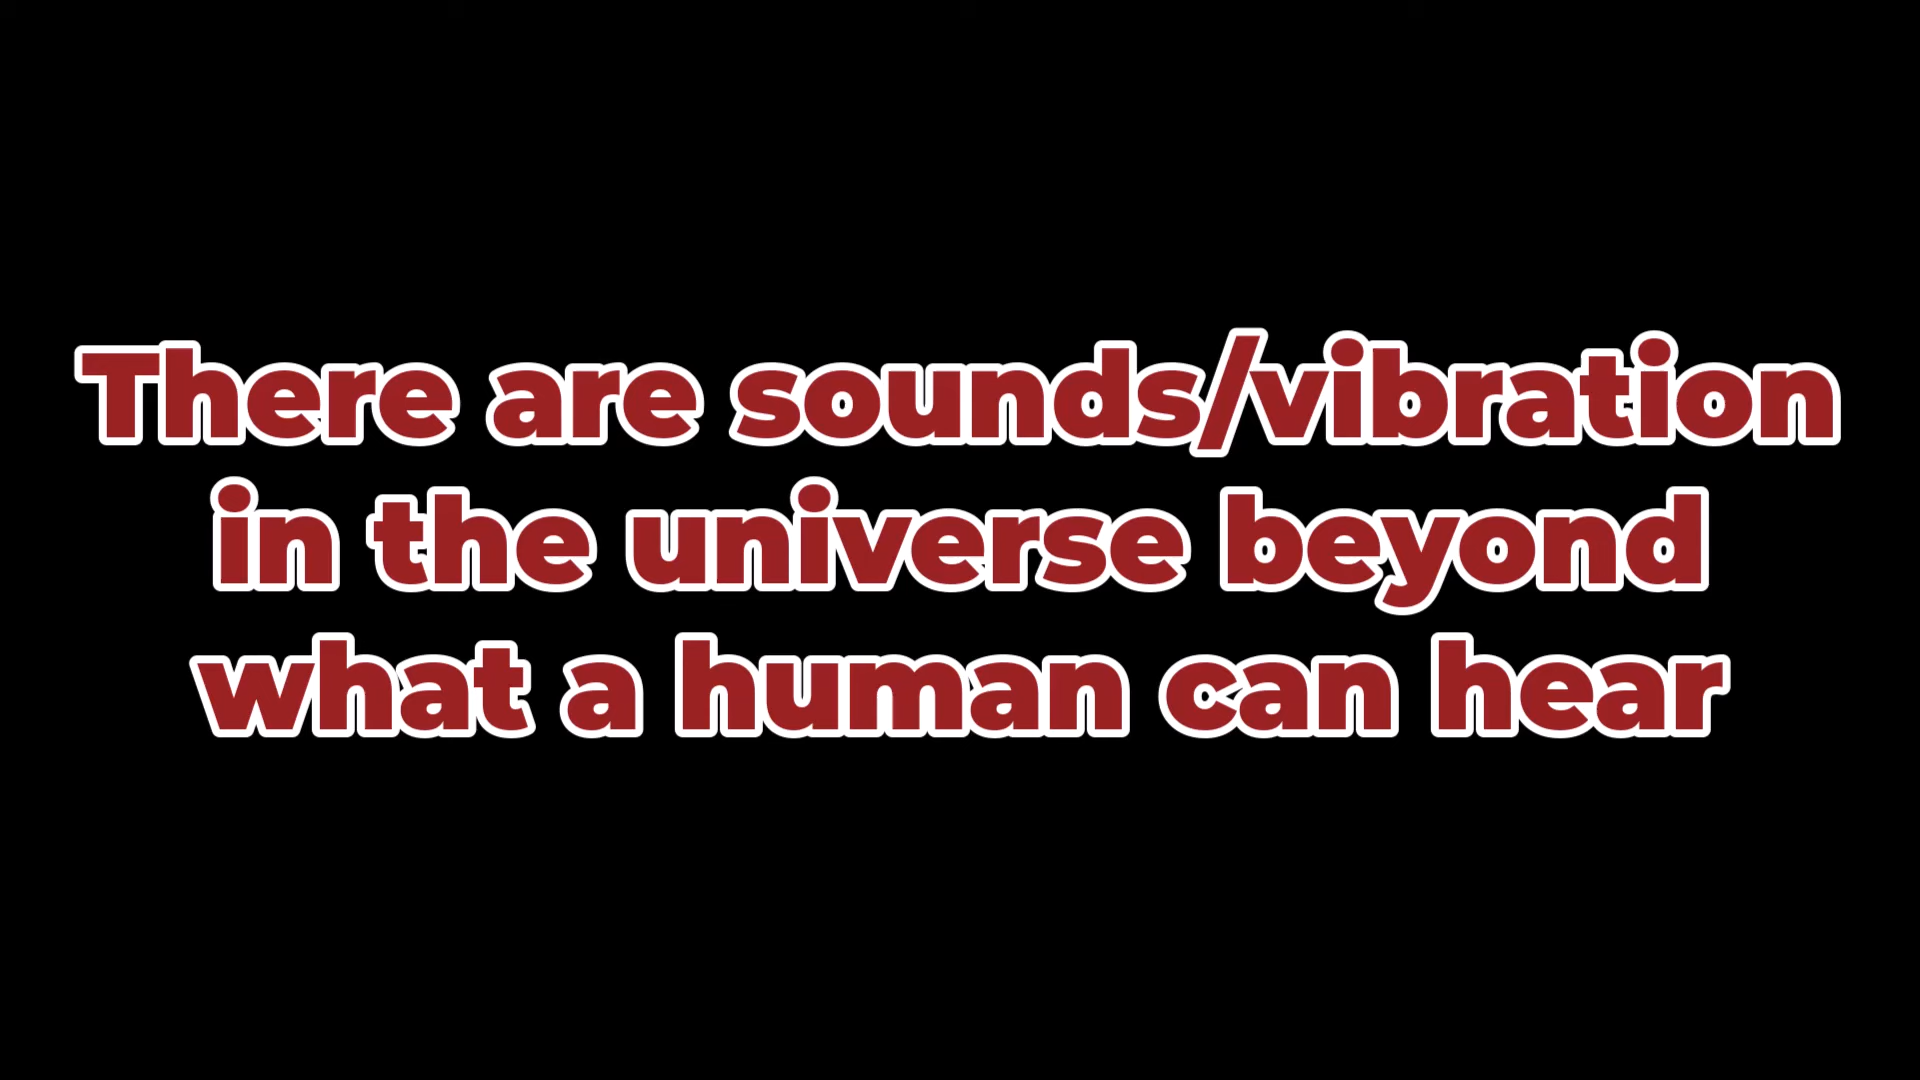 There are sounds/vibration
in the universe beyond
what a human can hear